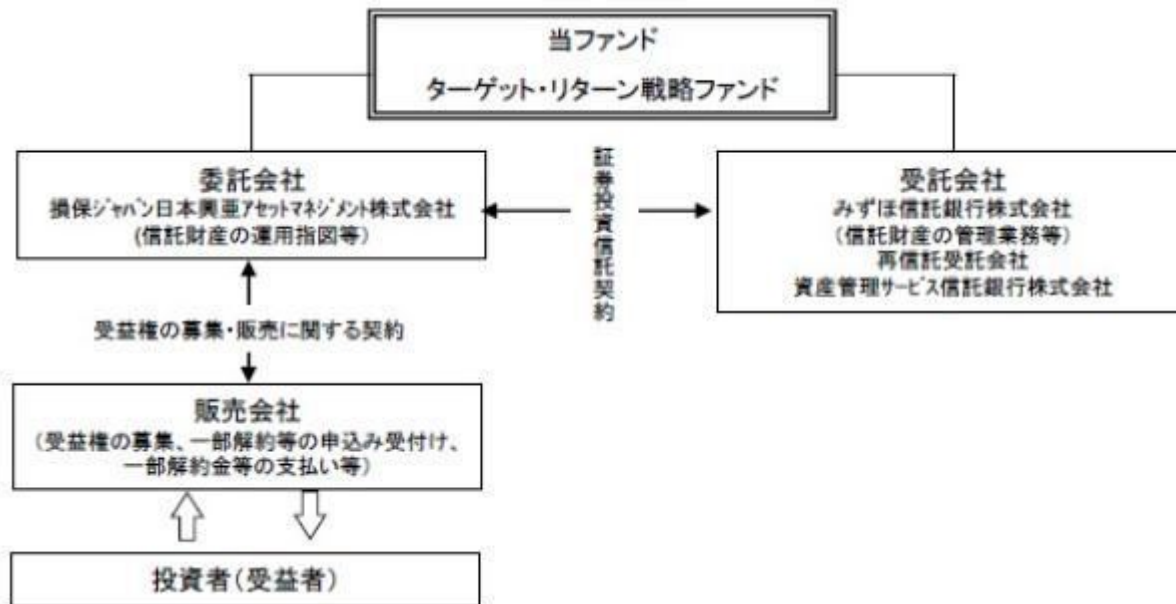 当ファンド
ターゲット・リターン戦略ファンド
委託会社
損保ｼﾞｬﾊﾟﾝ日本興亜ｱｾｯﾄﾏﾈｼﾞﾒﾝﾄ株式会社
(信託財産の運用指図等)
証券投資信託契約
受託会社
みずほ信託銀行株式会社
(信託財産の管理業務等)
再信託受託会社
資産管理ｻｰﾋﾞｽ信託銀行株式会社
受益権の募集・販売に関する契約
販売会社
(受益権の募集、一部解約等の申込み受付け、
一部解約金等の支払い等)
投資者(受益者)